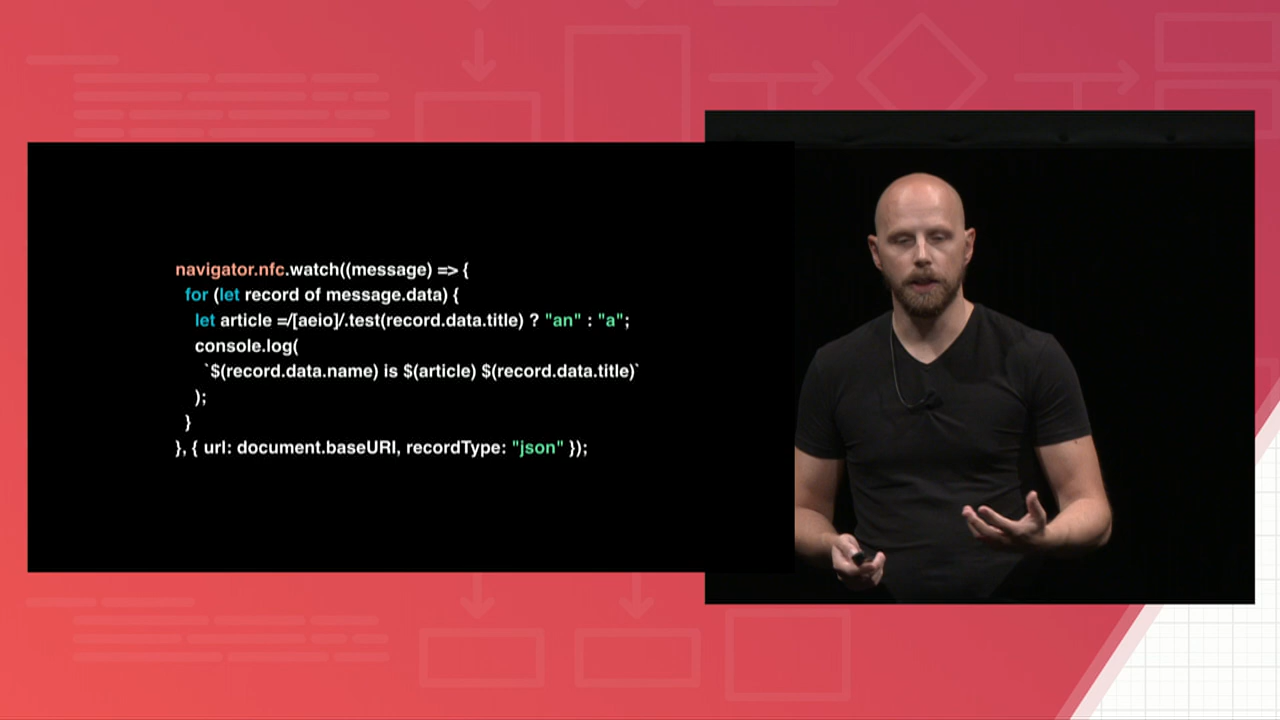 navigator.nfc.watch((message) => {
for (let record of message.data) {
let article =/[aeio]/.test(record.data.title) ? "an" : "a";
console.log(
`$(record.data.name) is $(article) $(record.data.title)`
);
}
}, { url: document.baseURI, recordType: "json" });